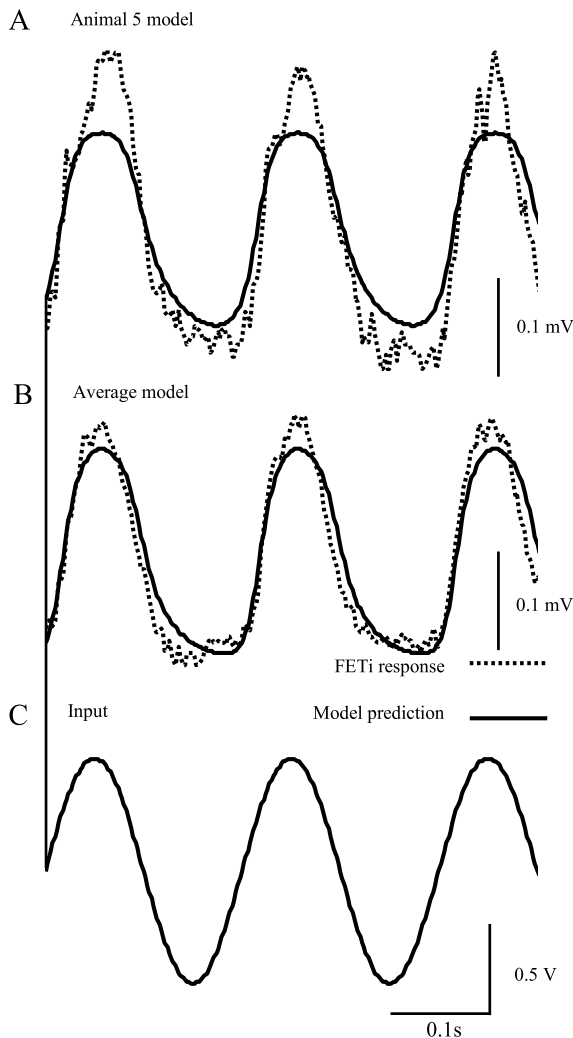 A
Animal 5 model
0.1 mV
B
Average model
0.1 mV
FETi response
C
Input
Model prediction
0.5 V
0.1s